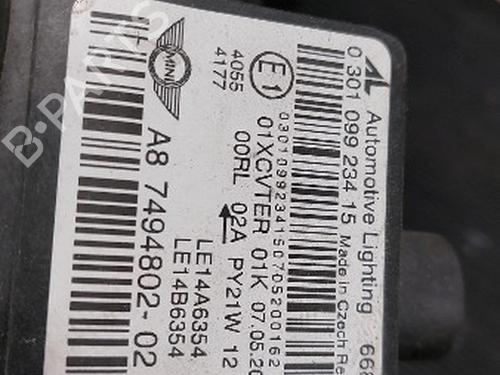 Automotive Lighting
0 301 099 234 15 Made in Czech
E1
4055
4177
030109923415070520016
01XCVTER 01K 07.05.20
00RL 02A PY21W 12
MINI
LE14A6354
LE14B6354
A8 7494802-02
B-PARTS